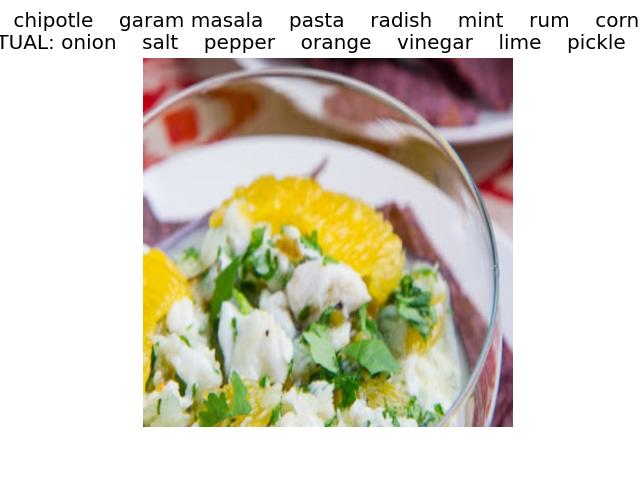 chipotle garam masala pasta radish mint rum corn
TUAL: onion salt pepper orange vinegar lime pickle